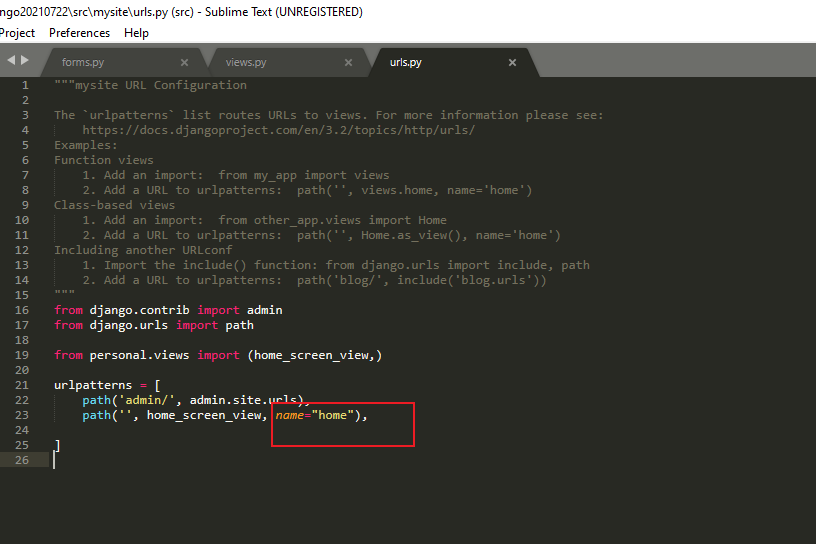 ngo20210722\src\mysite\urls.py (src) - Sublime Text (UNREGISTERED)
Project Preferences Help
forms.py × views.py × urls.py ×
1 """mysite URL Configuration
2
3 The `urlpatterns` list routes URLs to views. For more information please see:
4     https://docs.djangoproject.com/en/3.2/topics/http/urls/
5 Examples:
6 Function views
7     1. Add an import:  from my_app import views
8     2. Add a URL to urlpatterns:  path('', views.home, name='home')
9 Class-based views
10     1. Add an import:  from other_app.views import Home
11     2. Add a URL to urlpatterns:  path('', Home.as_view(), name='home')
12 Including another URLconf
13     1. Import the include() function: from django.urls import include, path
14     2. Add a URL to urlpatterns:  path('blog/', include('blog.urls'))
15 """
16 from django.contrib import admin
17 from django.urls import path
18
19 from personal.views import (home_screen_view,)
20
21 urlpatterns = [
22     path('admin/', admin.site.urls),
23     path('', home_screen_view, name="home"),
24
25 ]
26